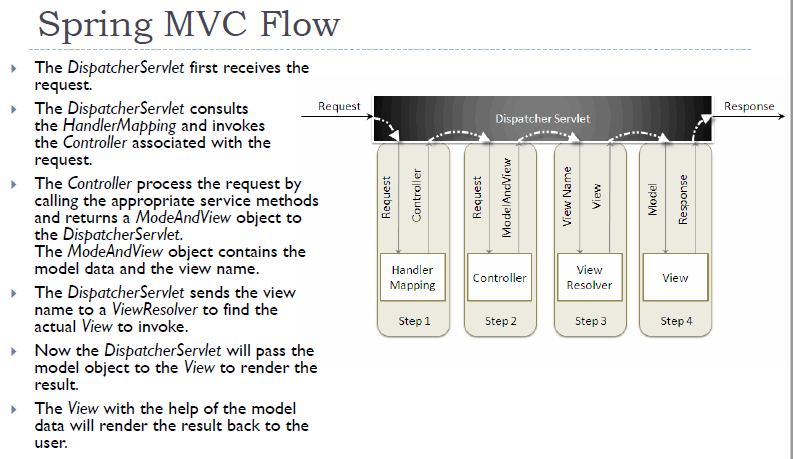 Spring MVC Flow
The DispatcherServlet first receives the
request.
The DispatcherServlet consults
the HandlerMapping and invokes
the Controller associated with the
request.
The Controller process the request by
calling the appropriate service methods
and returns a ModeAndView object to
the DispatcherServlet.
The ModeAndView object contains the
model data and the view name.
The DispatcherServlet sends the view
name to a ViewResolver to find the
actual View to invoke.
Now the DispatcherServlet will pass the
model object to the View to render the
result.
The View with the help of the model
data will render the result back to the
user.
Request
Dispatcher Servlet
Response
Request
Controller
Request
ModelAndView
View Name
View
Model
Response
Handler
Mapping
Controller
View
Resolver
View
Step 1
Step 2
Step 3
Step 4